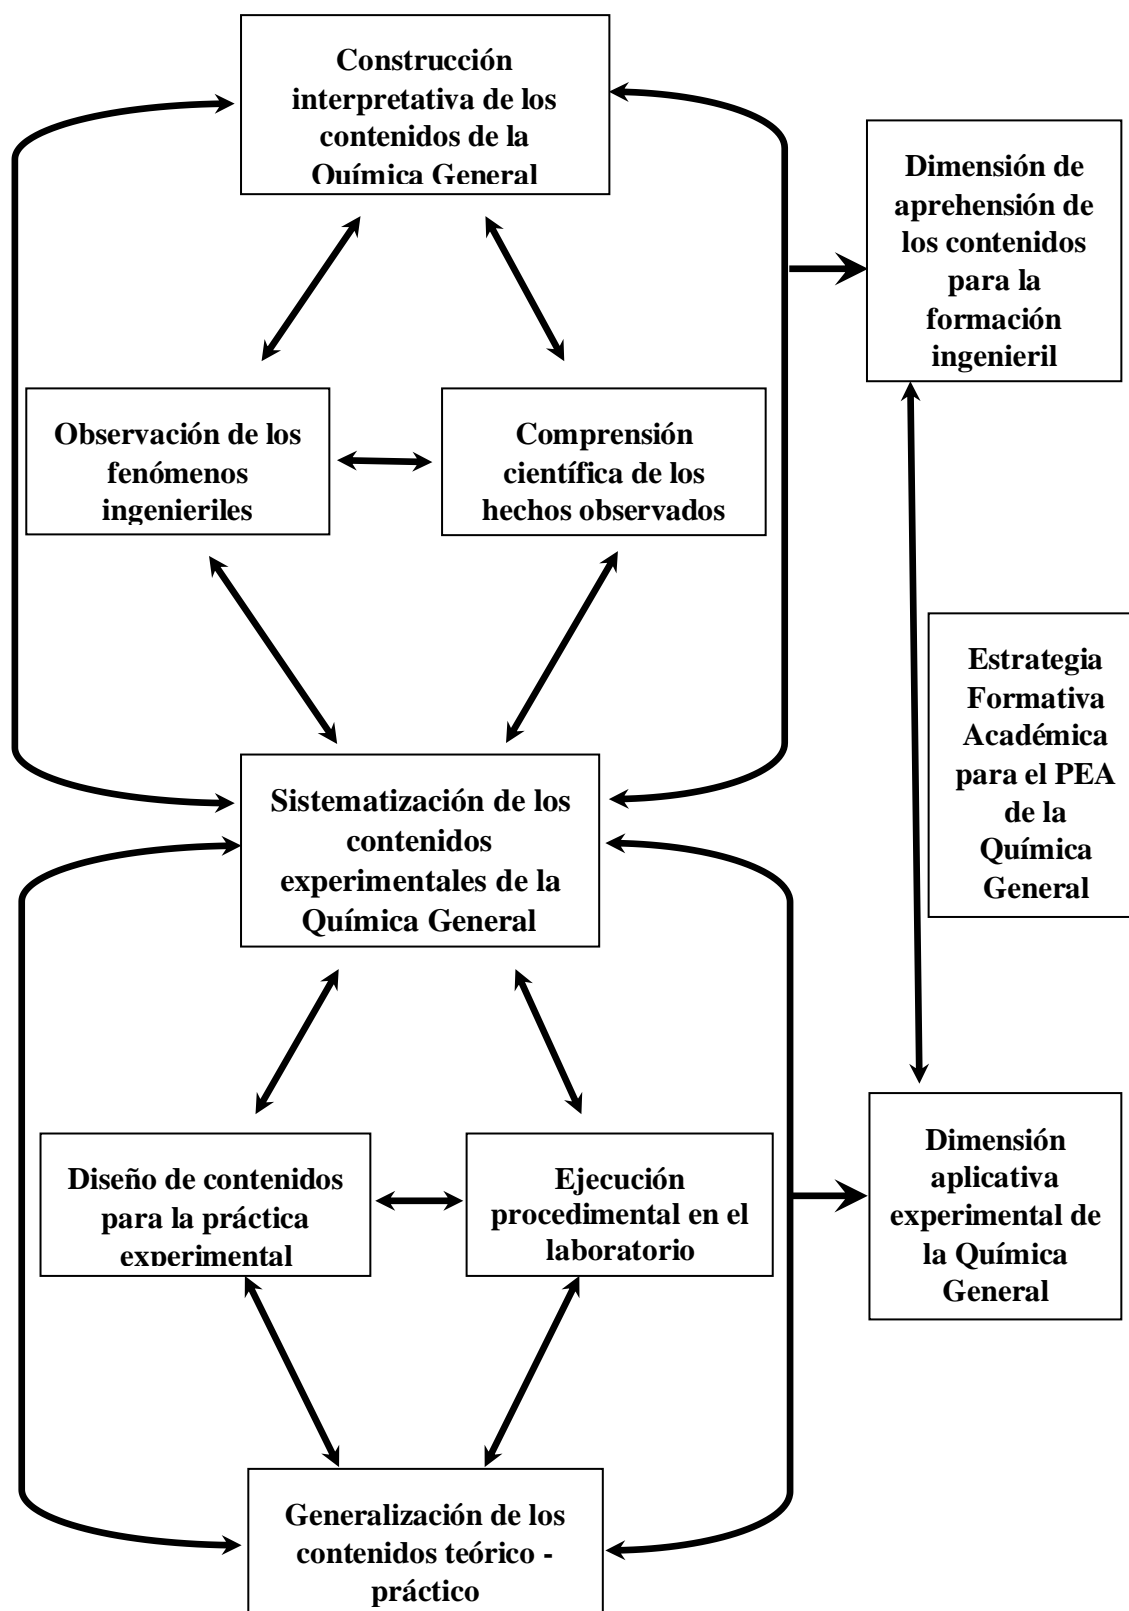 Construcción
interpretativa de los
contenidos de la
Química General
Dimensión de
aprehensión de
los contenidos
para la
formación
ingenieril
Observación de los
fenómenos
ingenieriles
Comprensión
científica de los
hechos observados
Estrategia
Formativa
Académica
para el PEA
de la
Química
General
Sistematización de los
contenidos
experimentales de la
Química General
Diseño de contenidos
para la práctica
experimental
Ejecución
procedimental en el
laboratorio
Dimensión
aplicativa
experimental de
la Química
General
Generalización de los
contenidos teórico -
práctico